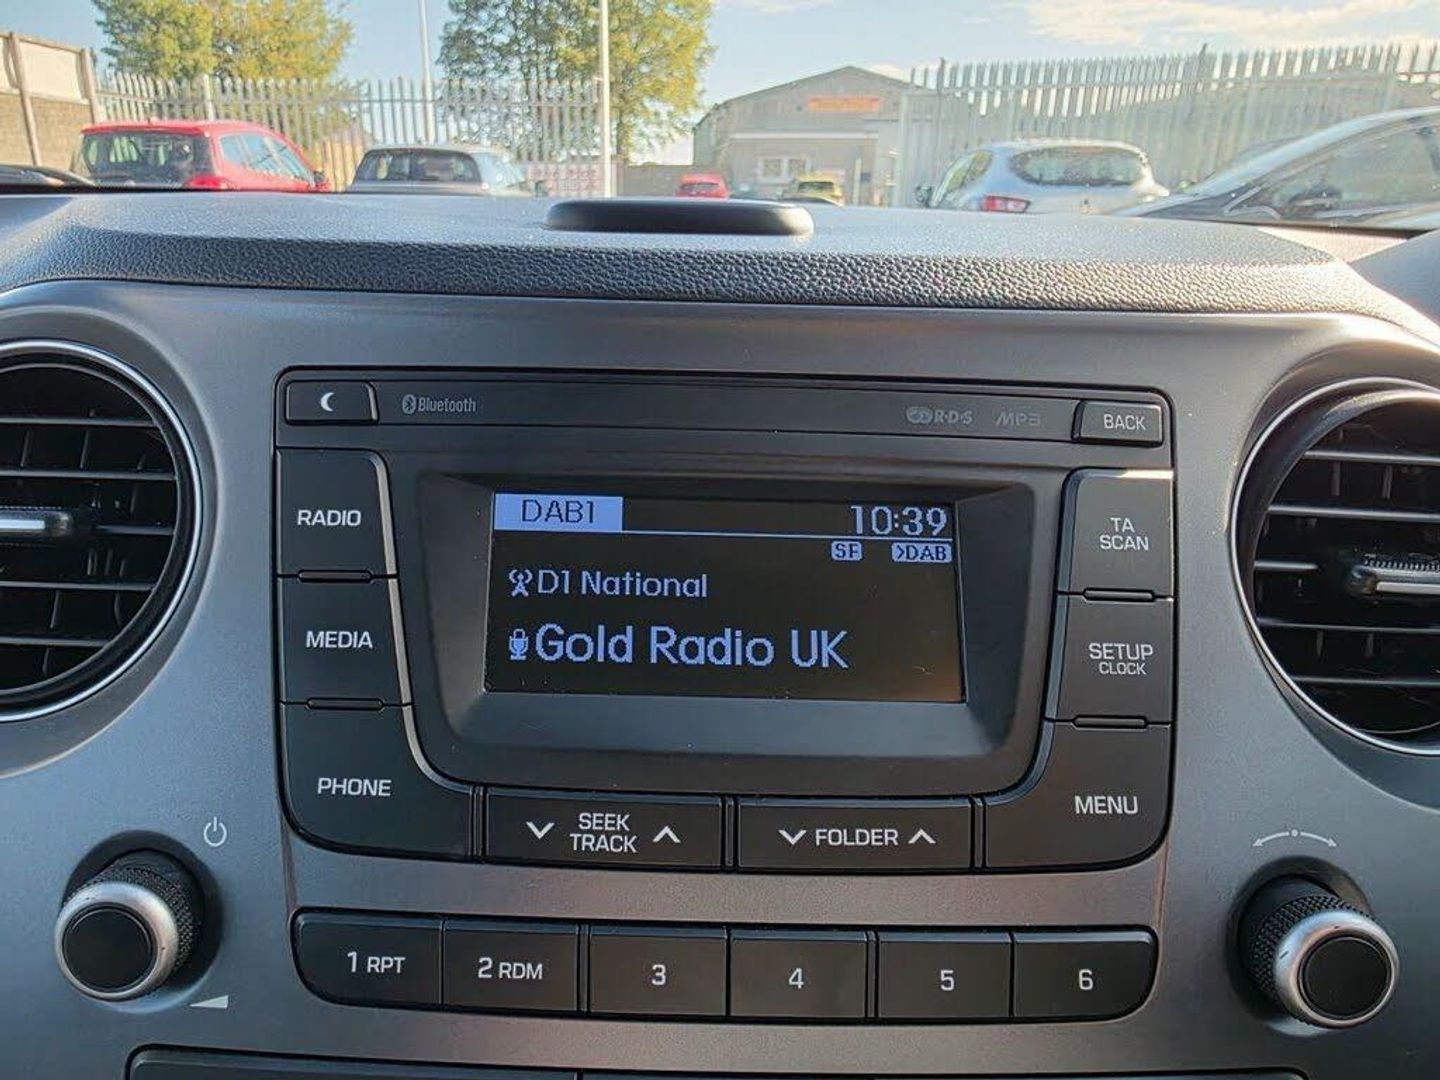 Bluetooth
R·D·S
MP3
BACK
RADIO
MEDIA
PHONE
DAB1
10:39
SF
>DAB
D1 National
Gold Radio UK
TA
SCAN
SETUP
CLOCK
MENU
SEEK
TRACK
FOLDER
1 RPT
2 RDM
3
4
5
6